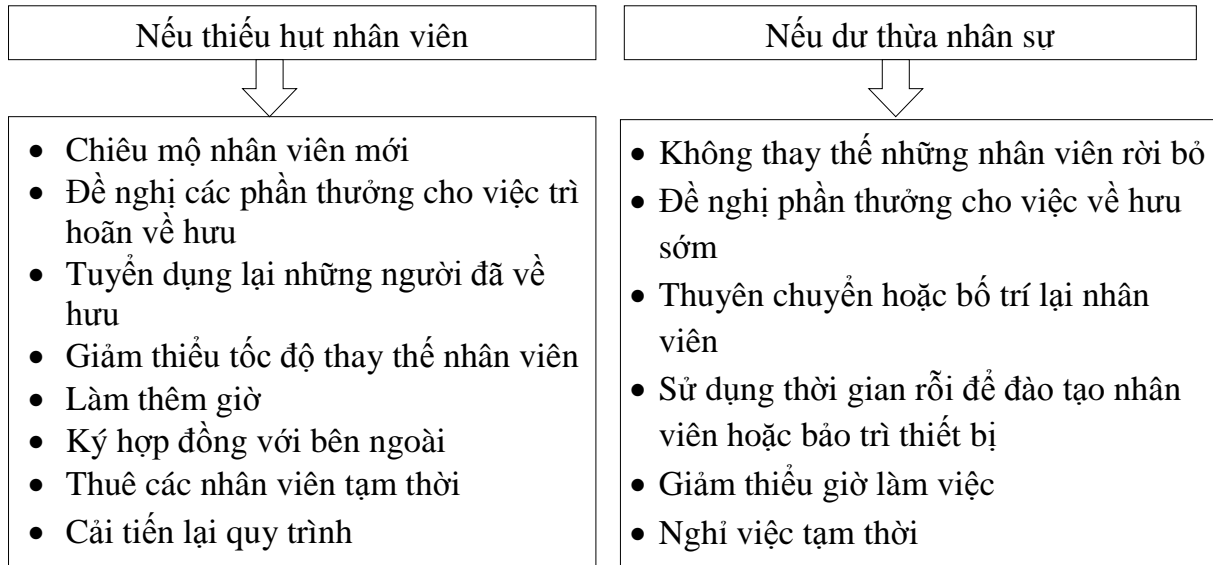 Nếu thiếu hụt nhân viên
• Chiêu mộ nhân viên mới
• Đề nghị các phần thưởng cho việc trì
hoãn về hưu
• Tuyển dụng lại những người đã về
hưu
• Giảm thiểu tốc độ thay thế nhân viên
• Làm thêm giờ
• Ký hợp đồng với bên ngoài
• Thuê các nhân viên tạm thời
• Cải tiến lại quy trình
Nếu dư thừa nhân sự
• Không thay thế những nhân viên rời bỏ
• Đề nghị phần thưởng cho việc về hưu
sớm
• Thuyên chuyển hoặc bố trí lại nhân
viên
• Sử dụng thời gian rỗi để đào tạo nhân
viên hoặc bảo trì thiết bị
• Giảm thiểu giờ làm việc
• Nghỉ việc tạm thời